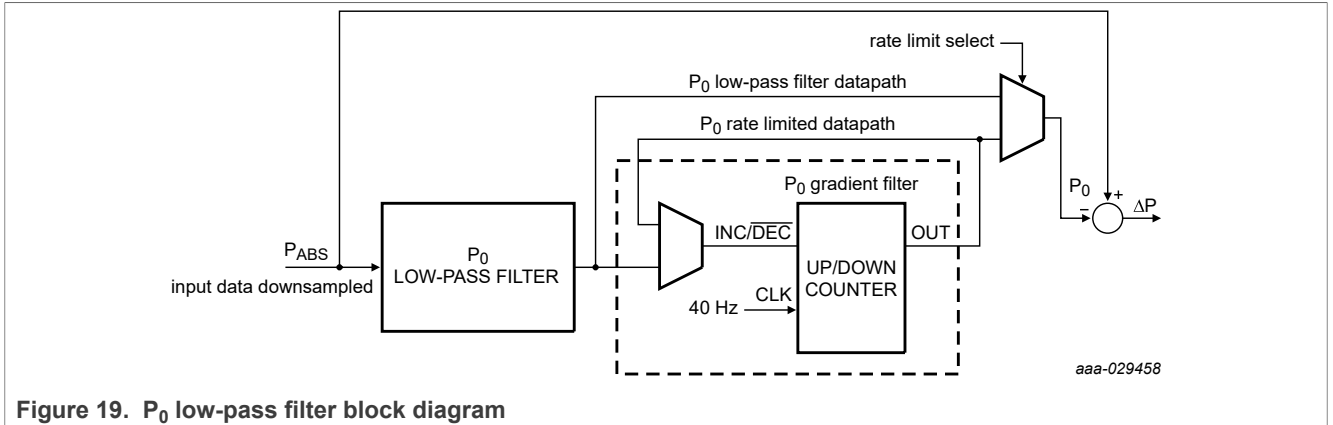 rate limit select
P₀ low-pass filter datapath
P₀ rate limited datapath
P₀ gradient filter
P₀
+
−
ΔP
P_ABS
input data downsampled
P₀
LOW-PASS FILTER
INC/D̅E̅C̅
OUT
UP/DOWN
COUNTER
40 Hz
CLK
aaa-029458
Figure 19. P₀ low-pass filter block diagram